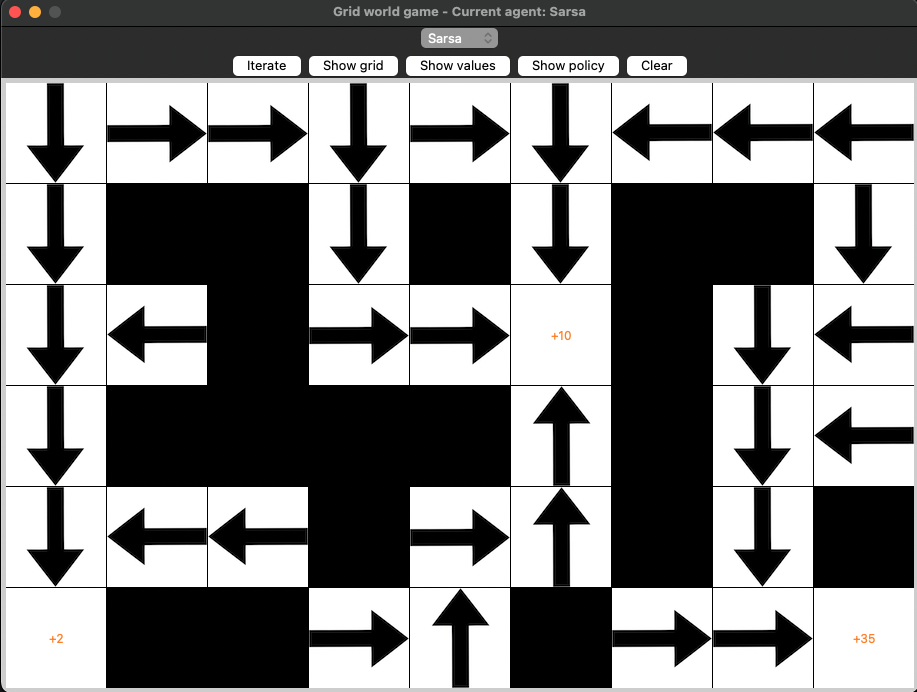 Grid world game - Current agent: Sarsa
Sarsa
Iterate Show grid Show values Show policy Clear
+10
+2
+35